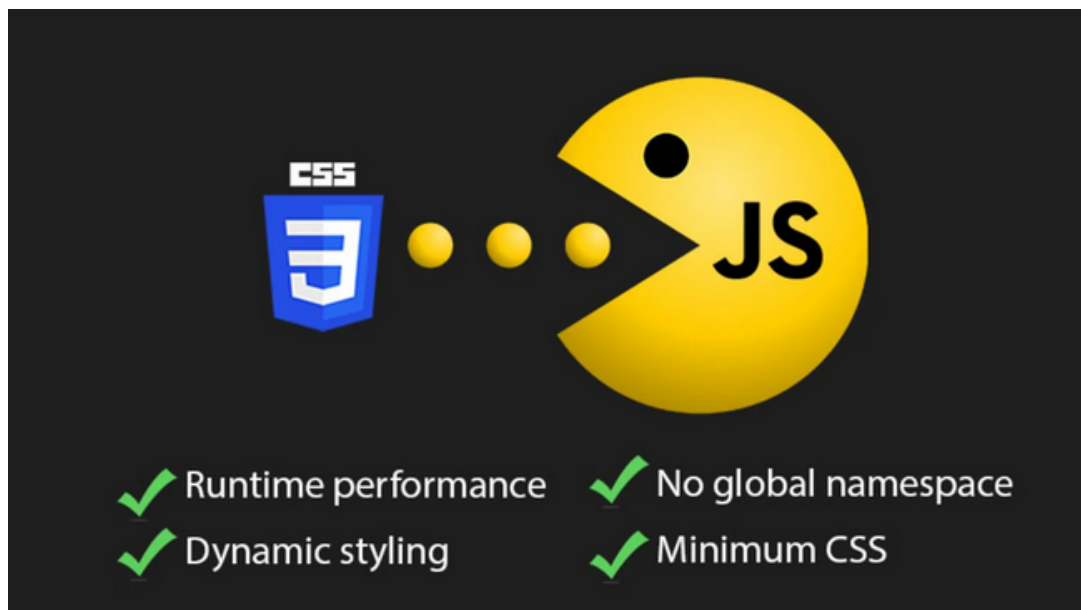 CSS
3
JS
Runtime performance
No global namespace
Dynamic styling
Minimum CSS